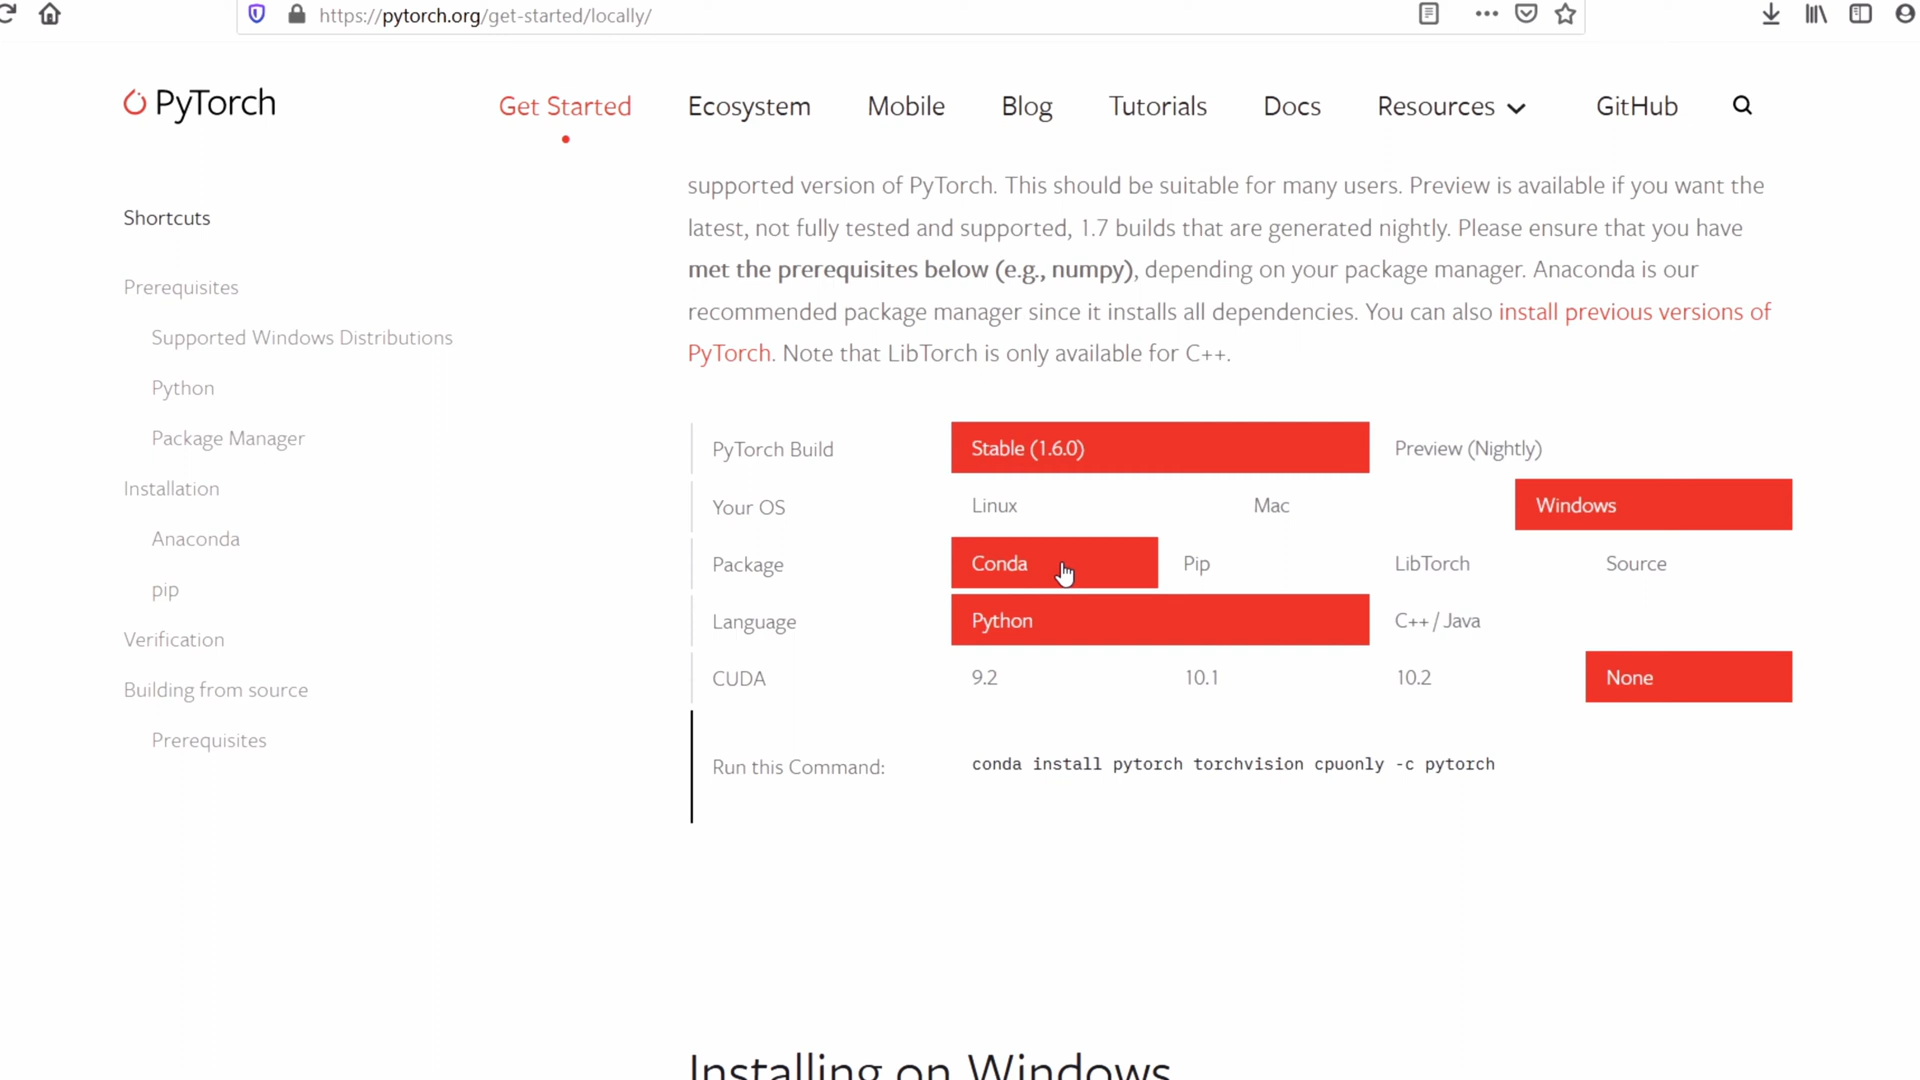 https://pytorch.org/get-started/locally/
PyTorch
Get Started
Ecosystem
Mobile
Blog
Tutorials
Docs
Resources
GitHub
Shortcuts
Prerequisites
Supported Windows Distributions
Python
Package Manager
Installation
Anaconda
pip
Verification
Building from source
Prerequisites
supported version of PyTorch. This should be suitable for many users. Preview is available if you want the
latest, not fully tested and supported, 1.7 builds that are generated nightly. Please ensure that you have
met the prerequisites below (e.g., numpy), depending on your package manager. Anaconda is our
recommended package manager since it installs all dependencies. You can also install previous versions of
PyTorch. Note that LibTorch is only available for C++.
PyTorch Build Stable (1.6.0) Preview (Nightly)
Your OS Linux Mac Windows
Package Conda Pip LibTorch Source
Language Python C++ / Java
CUDA 9.2 10.1 10.2 None
Run this Command: conda install pytorch torchvision cpuonly -c pytorch
Installing on Windows